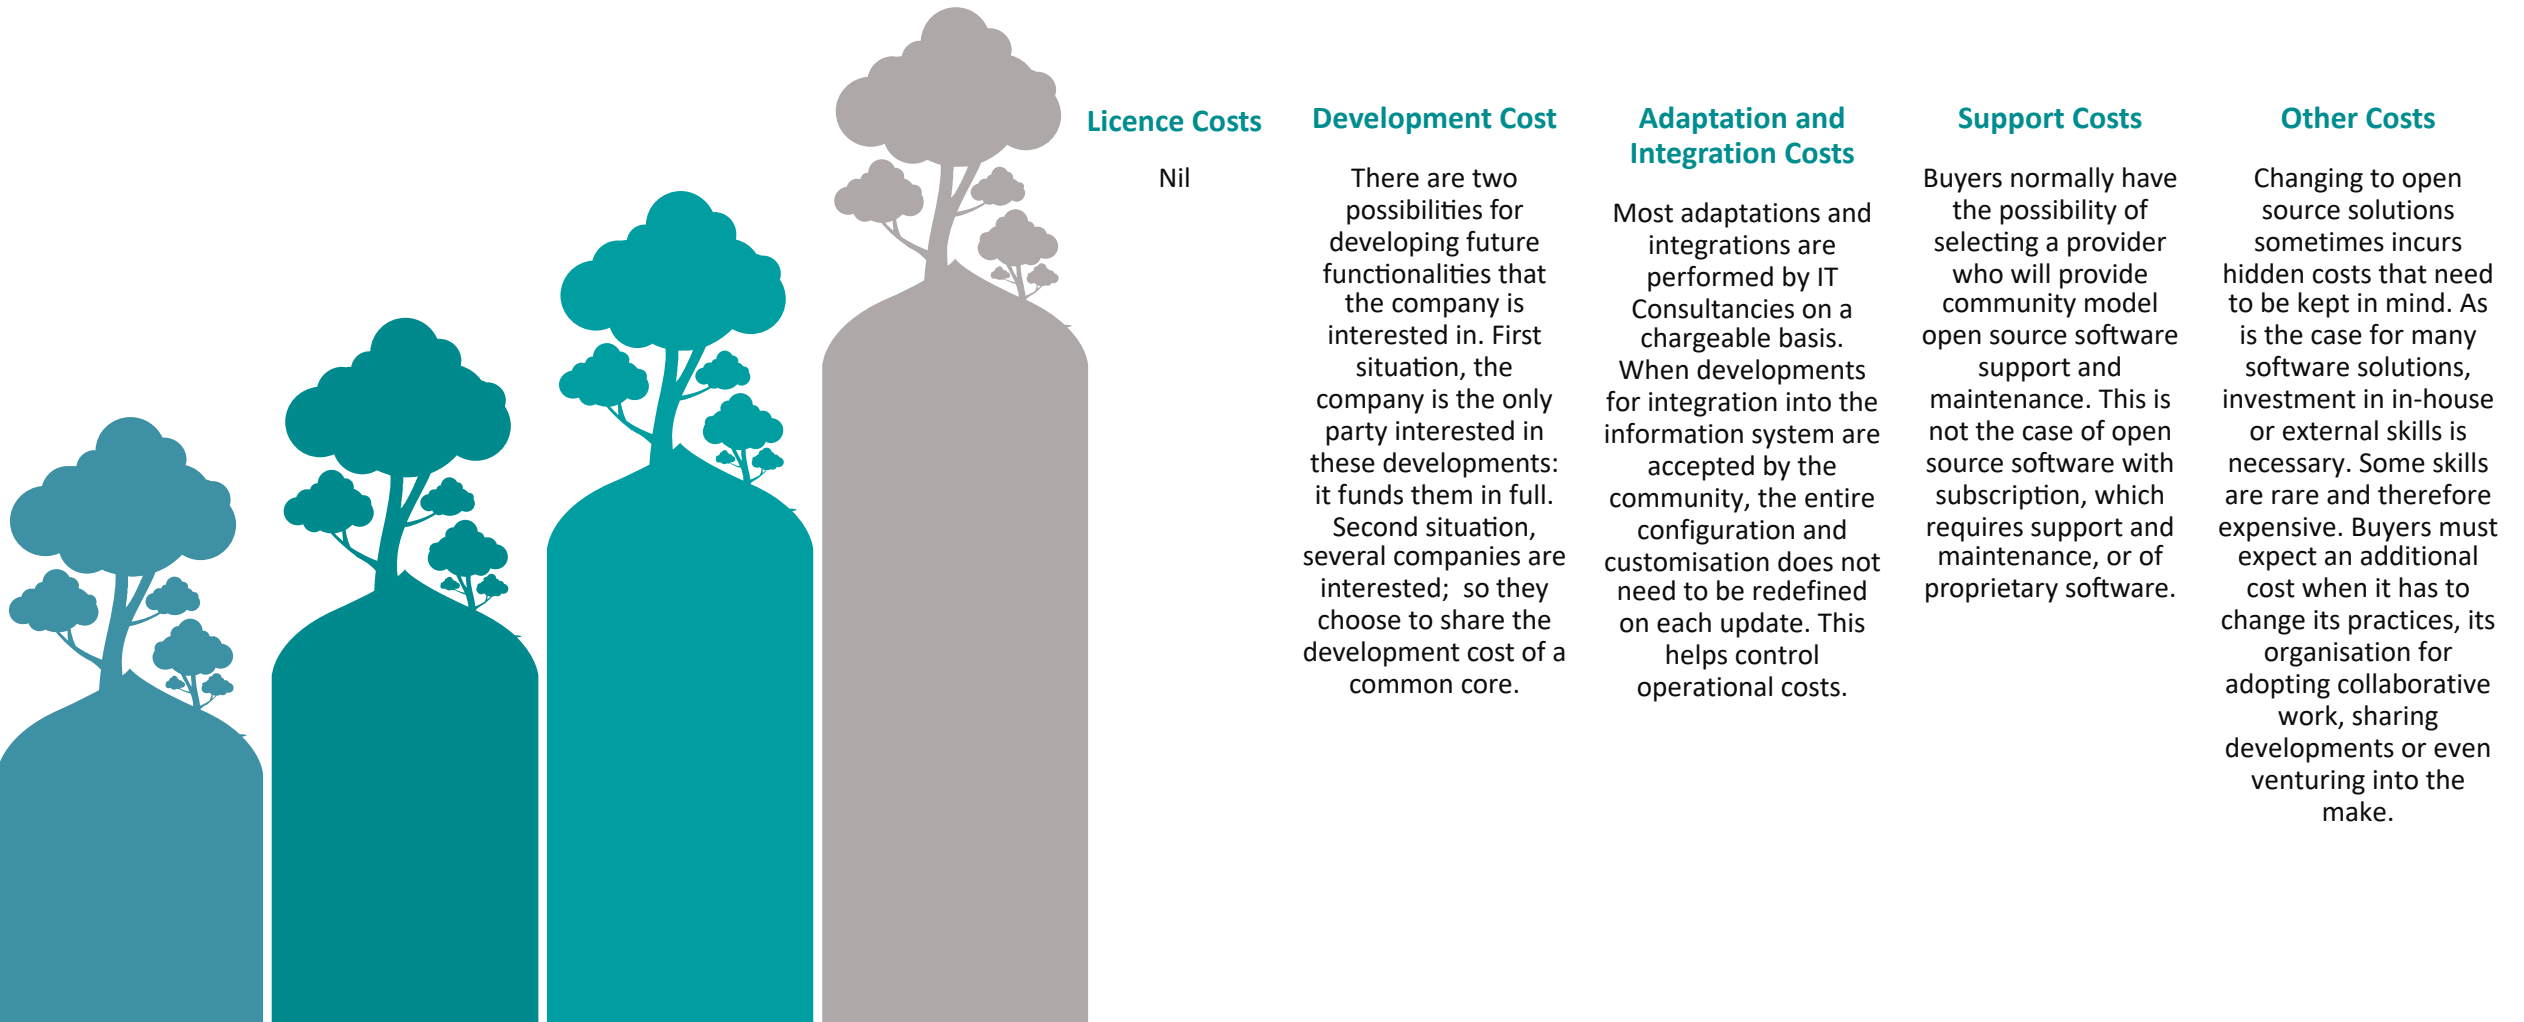 Licence Costs
Nil
Development Cost
There are two
possibilities for
developing future
functionalities that
the company is
interested in. First
situation, the
company is the only
party interested in
these developments:
it funds them in full.
Second situation,
several companies are
interested;  so they
choose to share the
development cost of a
common core.
Adaptation and
Integration Costs
Most adaptations and
integrations are
performed by IT
Consultancies on a
chargeable basis.
When developments
for integration into the
information system are
accepted by the
community, the entire
configuration and
customisation does not
need to be redefined
on each update. This
helps control
operational costs.
Support Costs
Buyers normally have
the possibility of
selecting a provider
who will provide
community model
open source software
support and
maintenance. This is
not the case of open
source software with
subscription, which
requires support and
maintenance, or of
proprietary software.
Other Costs
Changing to open
source solutions
sometimes incurs
hidden costs that need
to be kept in mind. As
is the case for many
software solutions,
investment in in-house
or external skills is
necessary. Some skills
are rare and therefore
expensive. Buyers must
expect an additional
cost when it has to
change its practices, its
organisation for
adopting collaborative
work, sharing
developments or even
venturing into the
make.